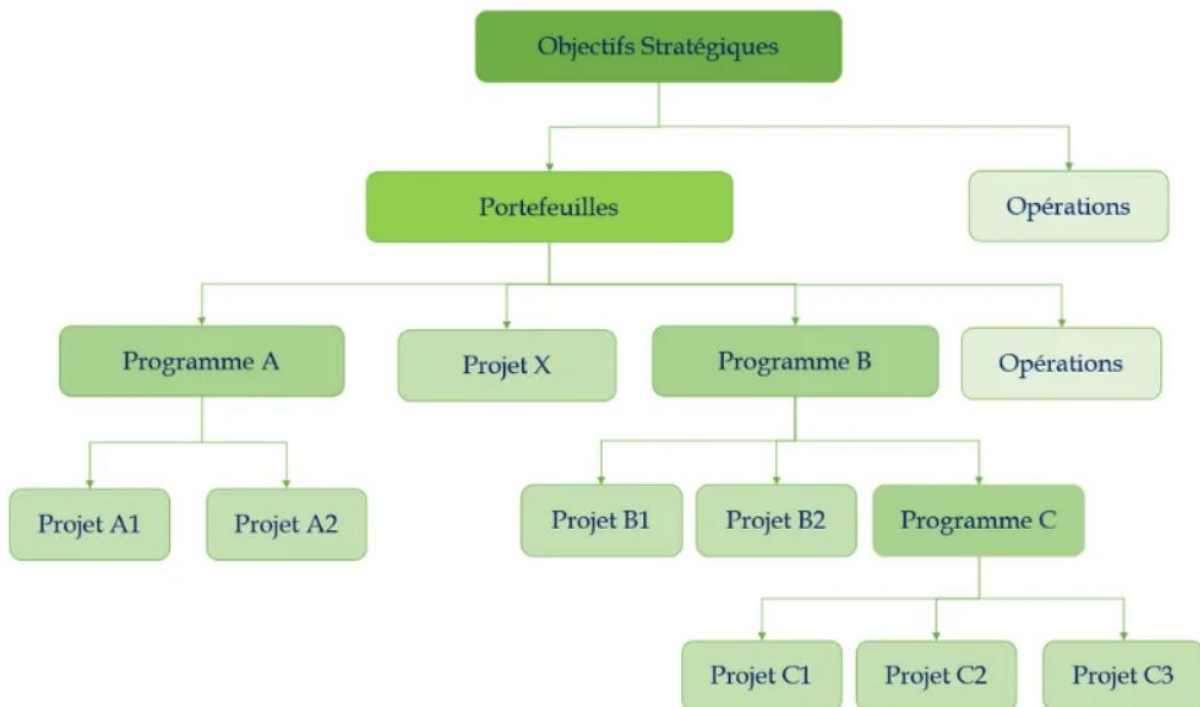 Objectifs Stratégiques
Portefeuilles
Opérations
Programme A
Projet X
Programme B
Opérations
Projet A1
Projet A2
Projet B1
Projet B2
Programme C
Projet C1
Projet C2
Projet C3